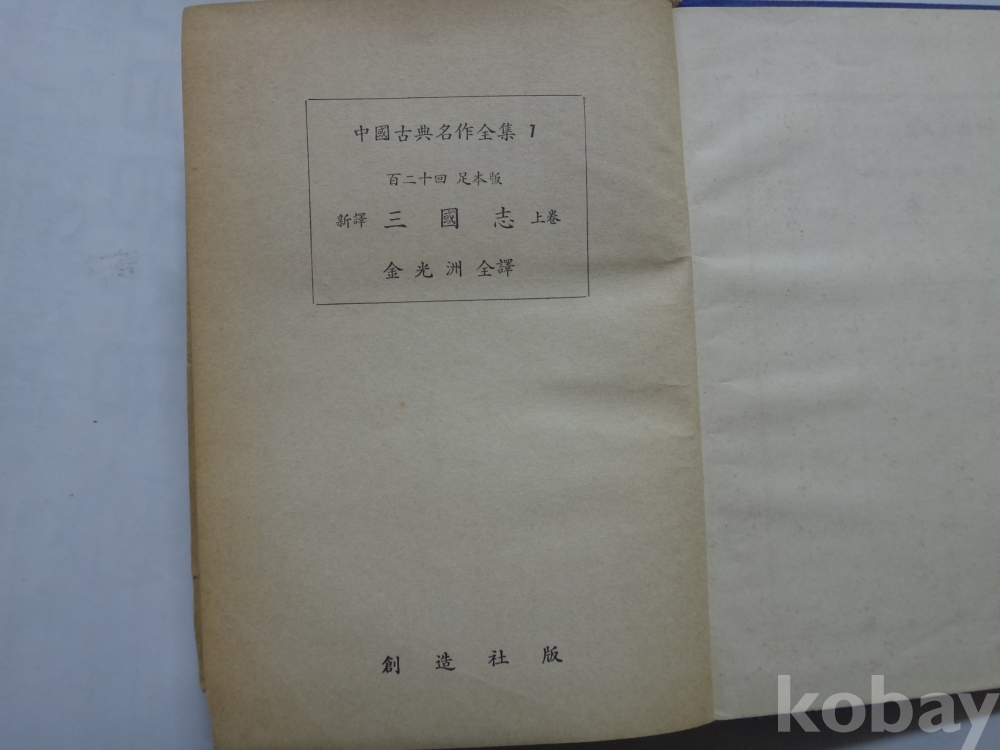 中國古典名作全集 1
百二十回 足本版
新譯 三國志 上卷
金光洲 全譯
創造社版
kobay